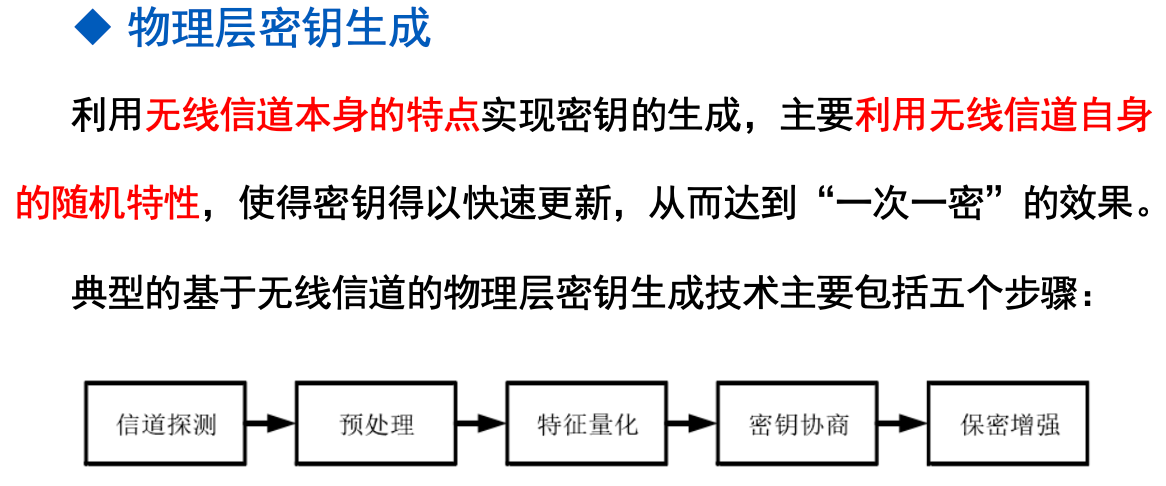 ◆ 物理层密钥生成
利用无线信道本身的特点实现密钥的生成，主要利用无线信道自身
的随机特性，使得密钥得以快速更新，从而达到“一次一密”的效果。
典型的基于无线信道的物理层密钥生成技术主要包括五个步骤：
信道探测 预处理 特征量化 密钥协商 保密增强